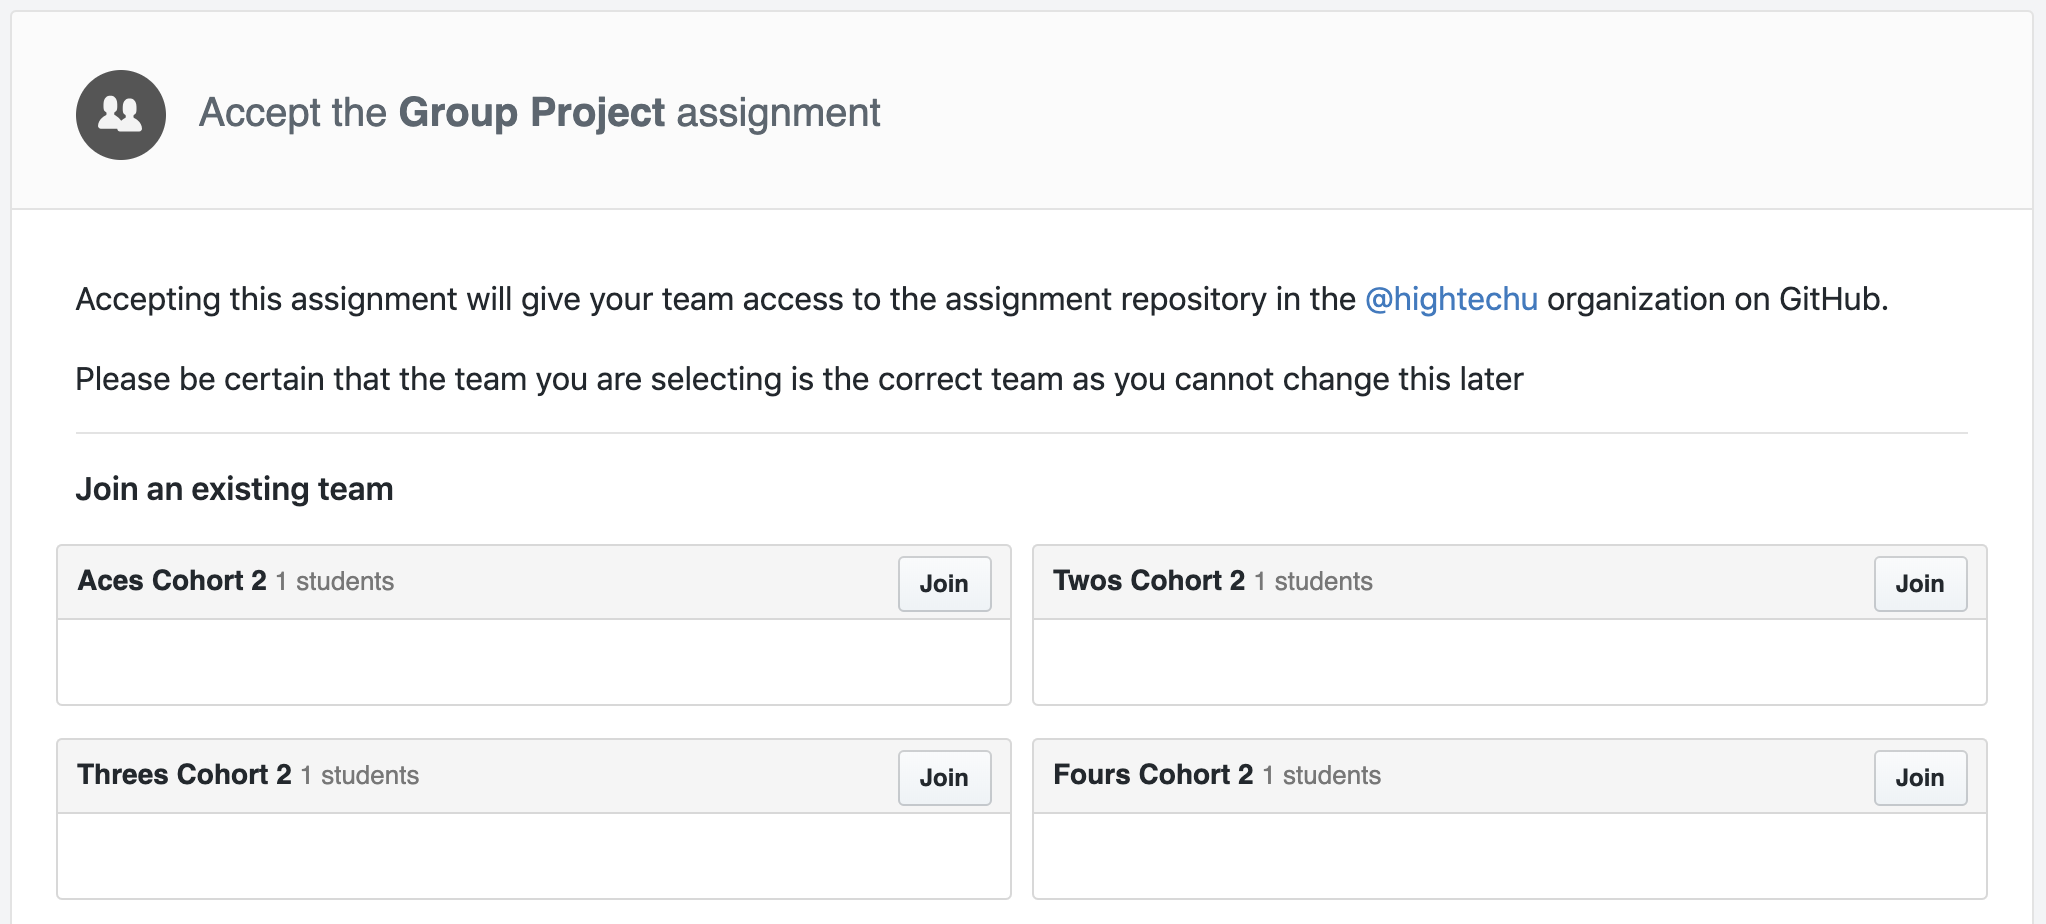 Accept the Group Project assignment
Accepting this assignment will give your team access to the assignment repository in the @hightechu organization on GitHub.
Please be certain that the team you are selecting is the correct team as you cannot change this later
Join an existing team
Aces Cohort 2 1 students Join
Twos Cohort 2 1 students Join
Threes Cohort 2 1 students Join
Fours Cohort 2 1 students Join